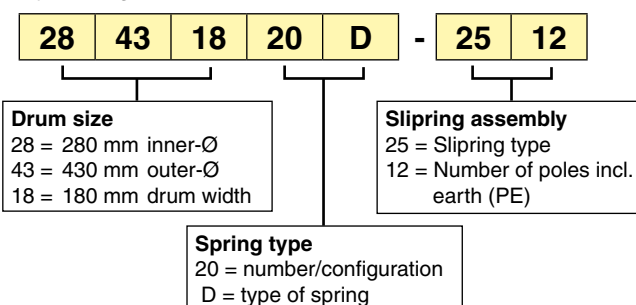 28 43 18 20 D - 25 12
Drum size
28 = 280 mm inner-Ø
43 = 430 mm outer-Ø
18 = 180 mm drum width
Slipring assembly
25 = Slipring type
12 = Number of poles incl.
earth (PE)
Spring type
20 = number/configuration
D = type of spring